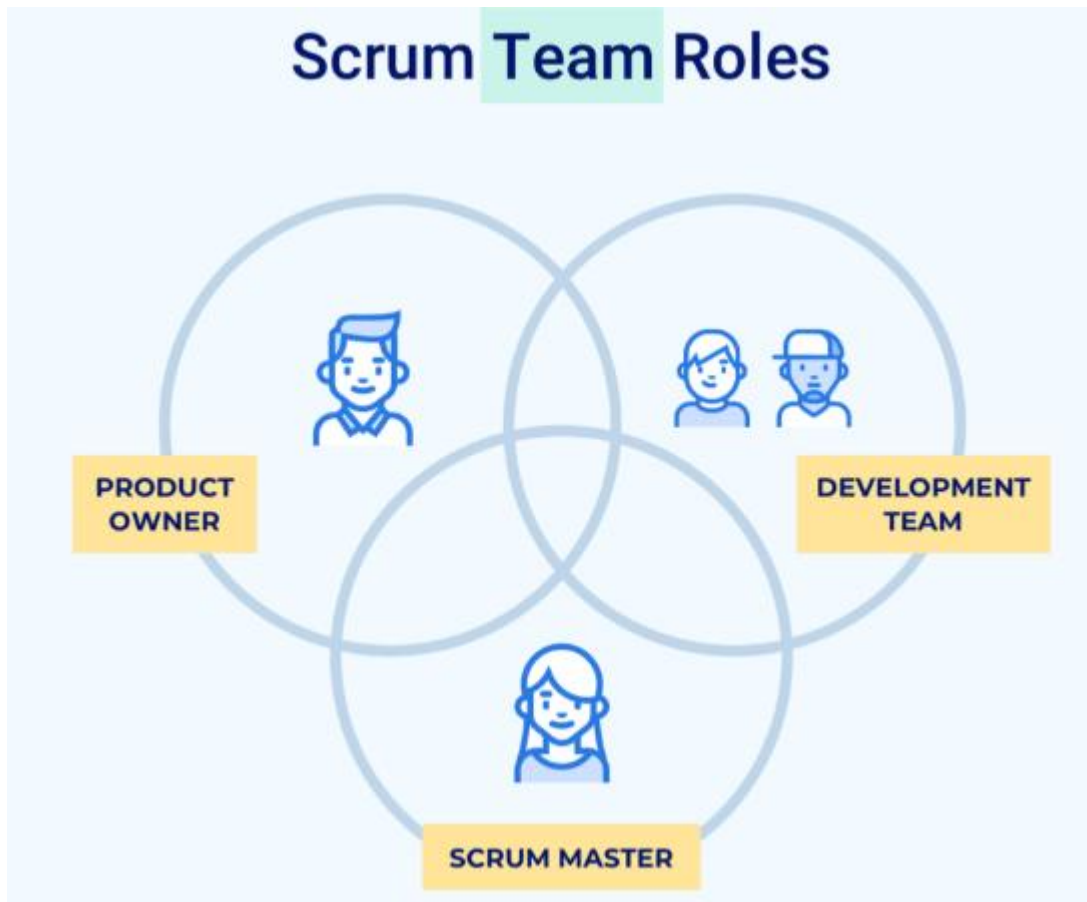 Scrum Team Roles
PRODUCT
OWNER
DEVELOPMENT
TEAM
SCRUM MASTER